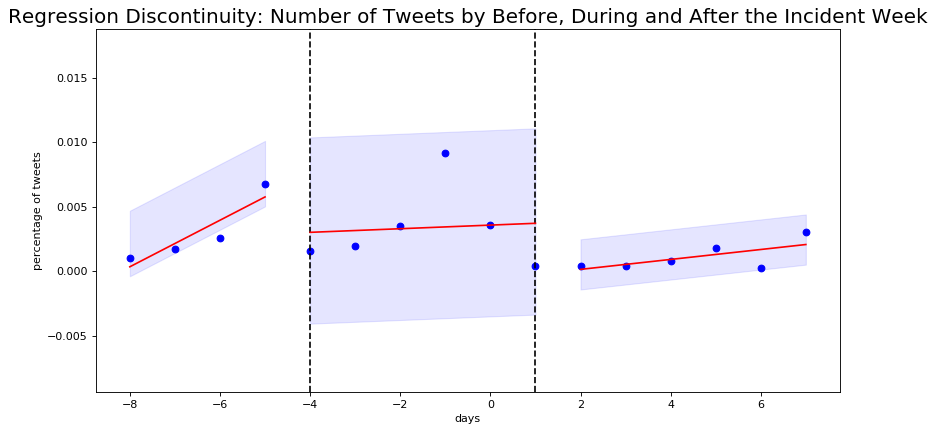 Regression Discontinuity: Number of Tweets by Before, During and After the Incident Week
percentage of tweets
0.015
0.010
0.005
0.000
−0.005
−8 −6 −4 −2 0 2 4 6
days